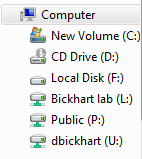 Computer
New Volume (C:)
CD Drive (D:)
Local Disk (F:)
Bickhart lab (L:)
Public (P:)
dbickhart (U:)